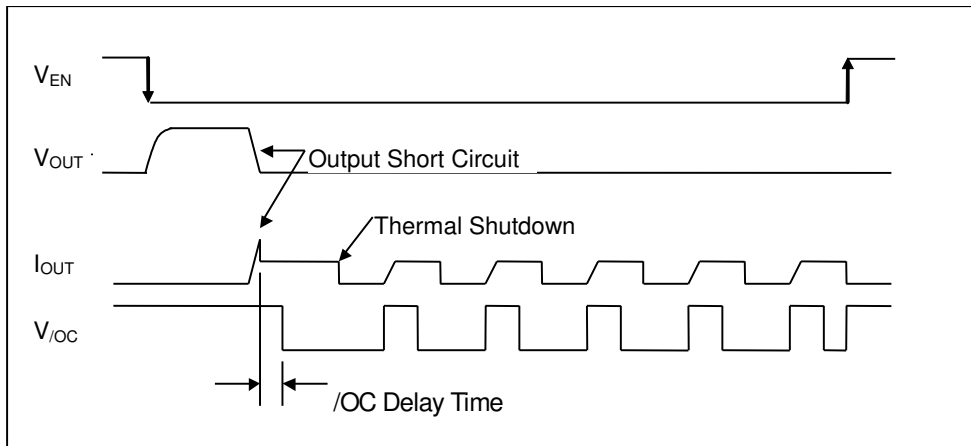 VEN
VOUT
Output Short Circuit
Thermal Shutdown
IOUT
V/OC
/OC Delay Time